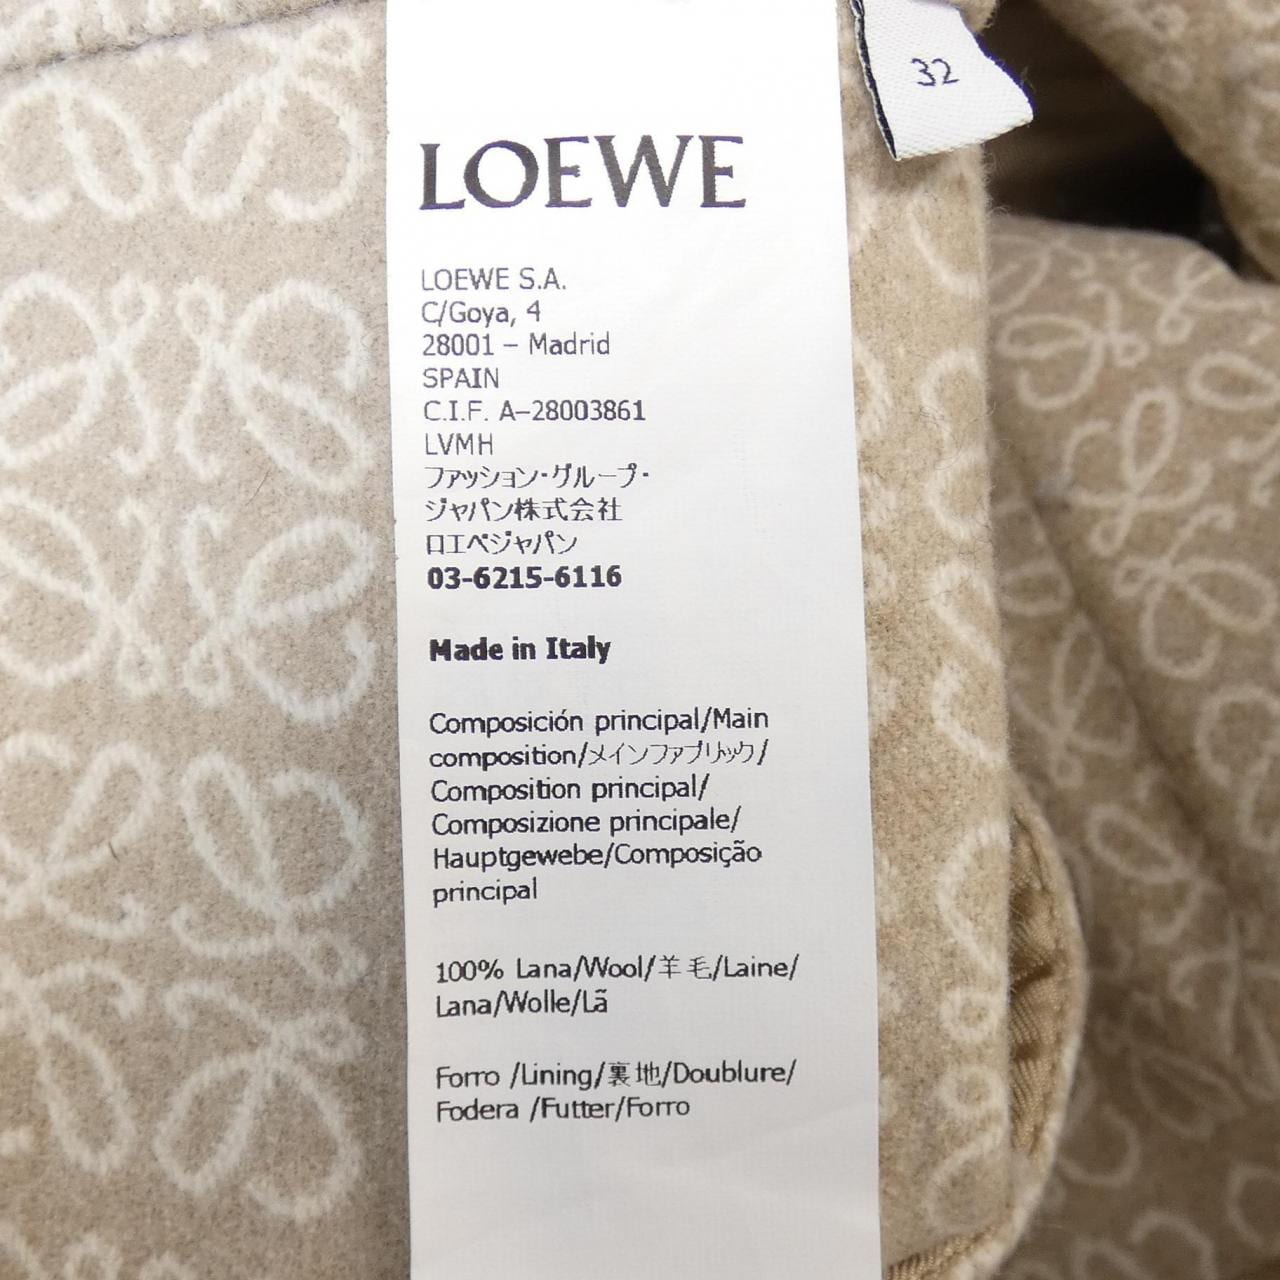 32
LOEWE
LOEWE S.A.
C/Goya, 4
28001 – Madrid
SPAIN
C.I.F. A–28003861
LVMH
ファッション・グループ・
ジャパン株式会社
ロエベジャパン
03-6215-6116
Made in Italy
Composición principal/Main
composition/メインファブリック/
Composition principal/
Composizione principale/
Hauptgewebe/Composição
principal
100% Lana/Wool/羊毛/Laine/
Lana/Wolle/Lã
Forro /Lining/裏地/Doublure/
Fodera /Futter/Forro